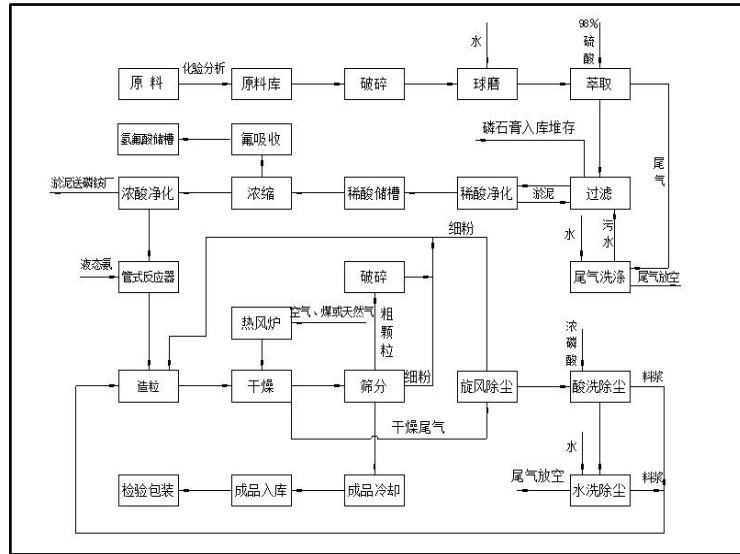 98%
水
硫酸
原料
化验分析
原料库
破碎
球磨
萃取
磷石膏入库堆存
尾气
氢氟酸储槽
氟吸收
淤泥送磷铵厂
浓酸净化
浓缩
稀酸储槽
稀酸净化
淤泥
过滤
细粉
水
污水
液态氨
管式反应器
破碎
尾气洗涤
尾气放空
热风炉
空气、煤或天然气
粗颗粒
浓磷酸
造粒
干燥
筛分
细粉
旋风除尘
酸洗除尘
料浆
干燥尾气
水
检验包装
成品入库
成品冷却
尾气放空
水洗除尘
料浆